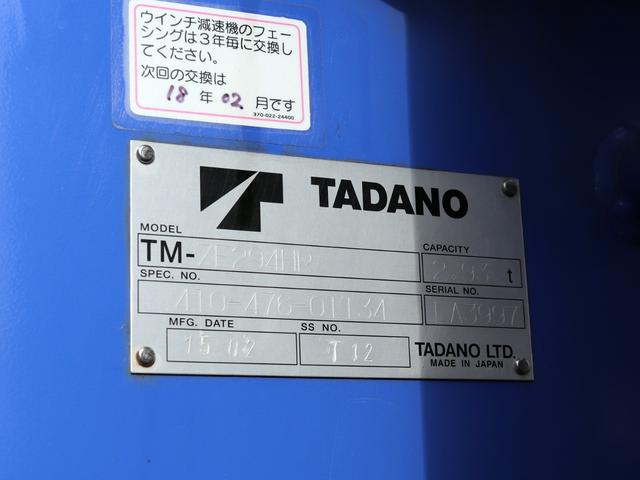 ウインチ減速機のフェー
シングは３年毎に交換し
てください。
次回の交換は
18 年 02 月です
370-022-24400
TADANO
MODEL
TM-ZE294HR
CAPACITY
2.93 t
SPEC. NO.
410-476-01134
SERIAL NO.
FA3997
MFG. DATE
15.02
SS NO.
T12
TADANO LTD.
MADE IN JAPAN